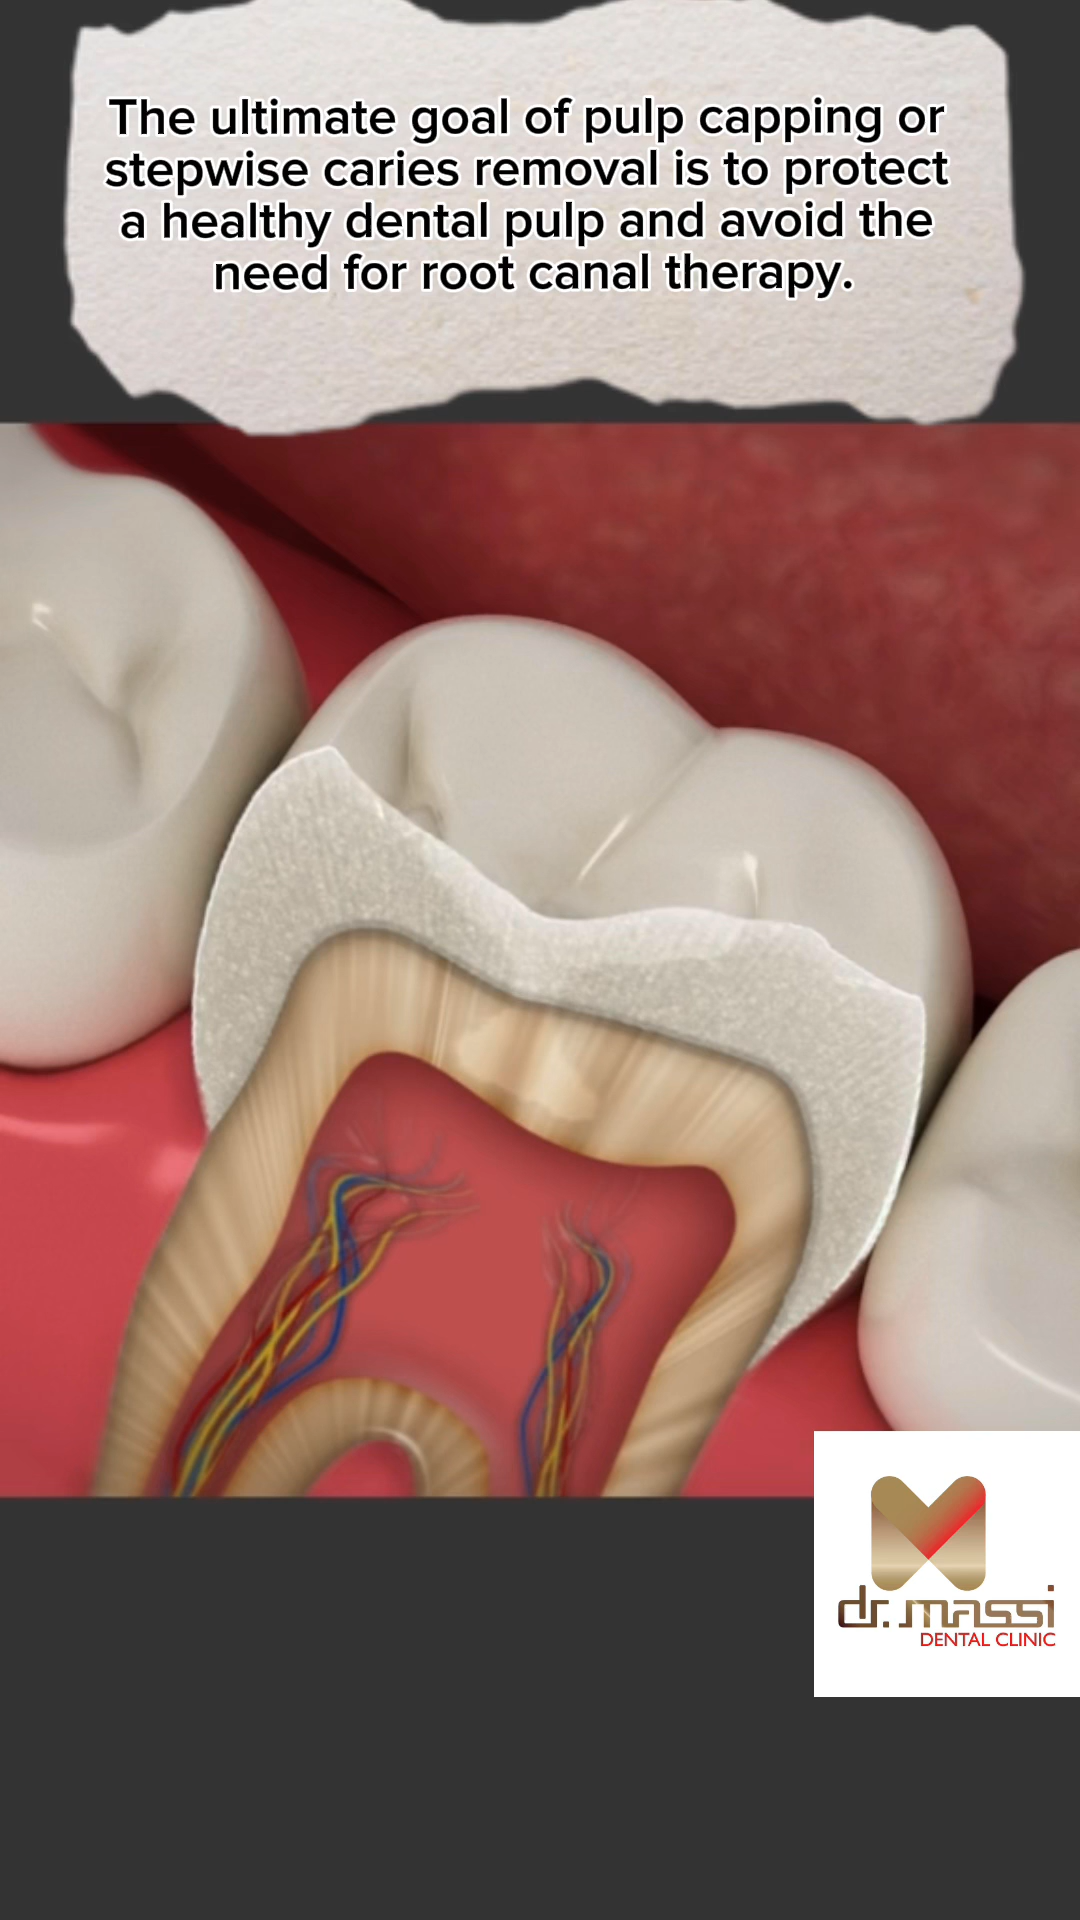 The ultimate goal of pulp capping or
stepwise caries removal is to protect
a healthy dental pulp and avoid the
need for root canal therapy.
dr.massi
DENTAL CLINIC